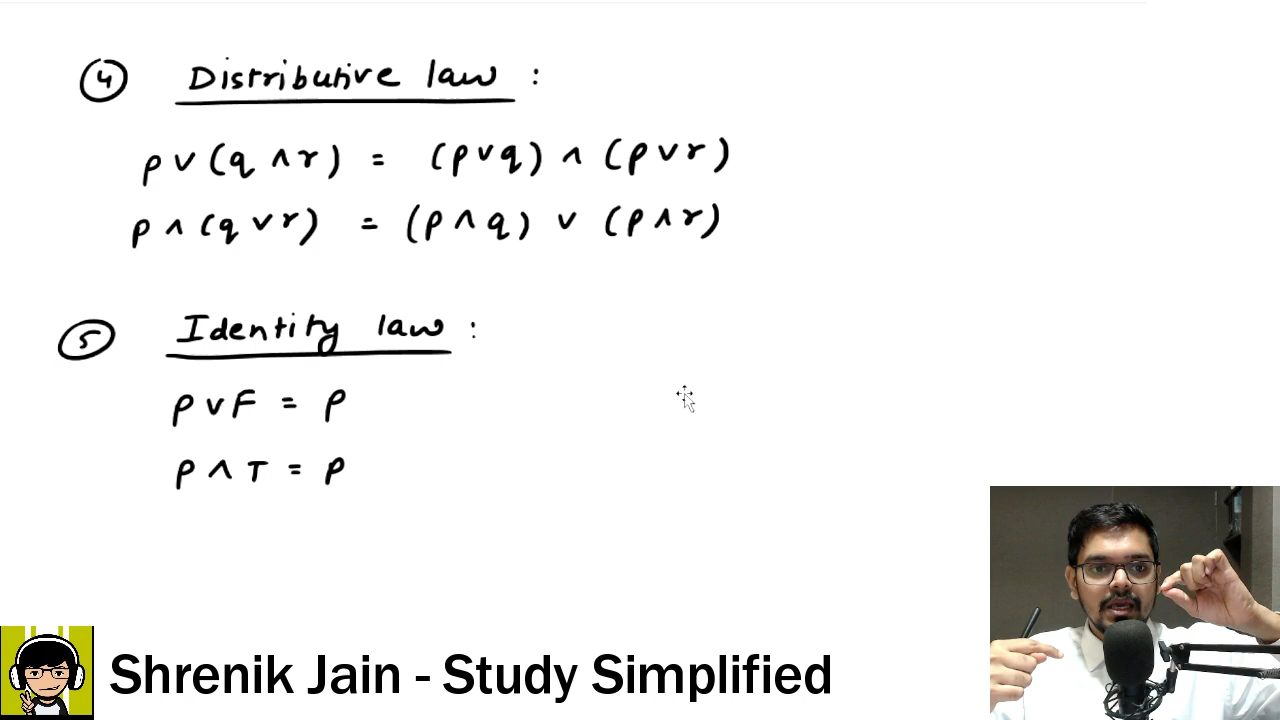 ④ Distributive law :
p ∨ (q ∧ r) = (p ∨ q) ∧ (p ∨ r)
p ∧ (q ∨ r) = (p ∧ q) ∨ (p ∧ r)
⑤ Identity law :
p ∨ F = p
p ∧ T = p
Shrenik Jain - Study Simplified